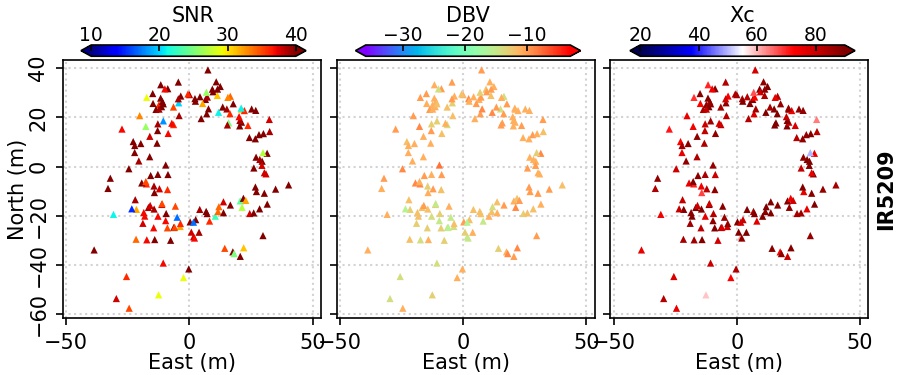 SNR DBV Xc
10 20 30 40 −30 −20 −10 20 40 60 80
40
20
0
−20
−40
−60
North (m)
−50 0 50 −50 0 50 −50 0 50
East (m) East (m) East (m)
IR5209